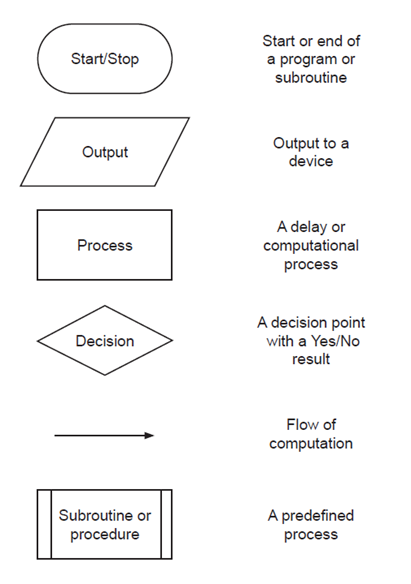 Start/Stop
Start or end of
a program or
subroutine
Output
Output to a
device
Process
A delay or
computational
process
Decision
A decision point
with a Yes/No
result
Flow of
computation
Subroutine or
procedure
A predefined
process